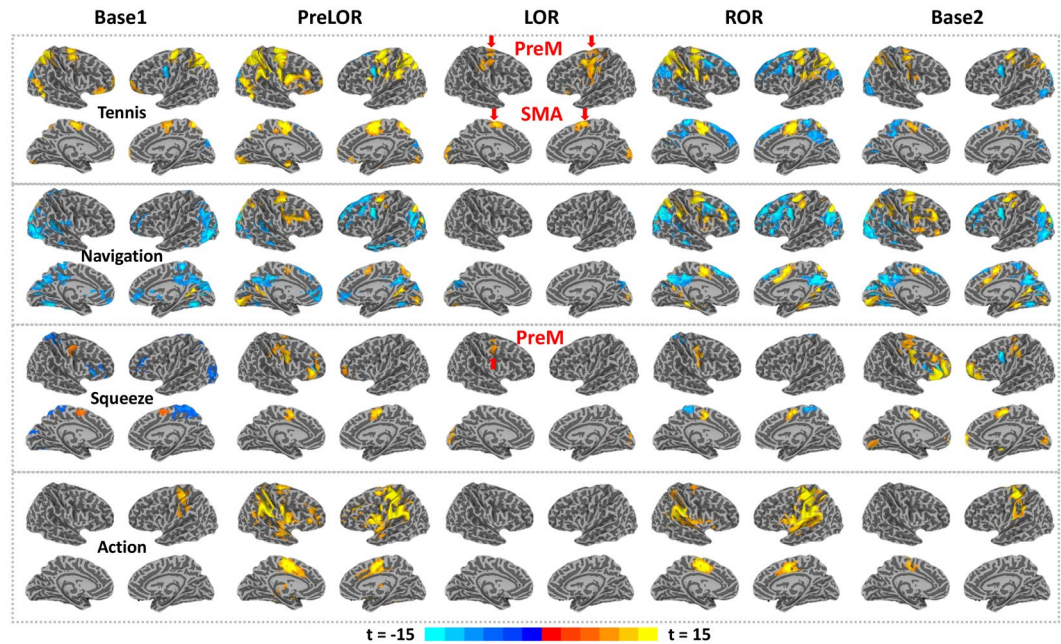 Base1 PreLOR LOR ROR Base2
PreM
Tennis
SMA
Navigation
PreM
Squeeze
Action
t = -15 t = 15